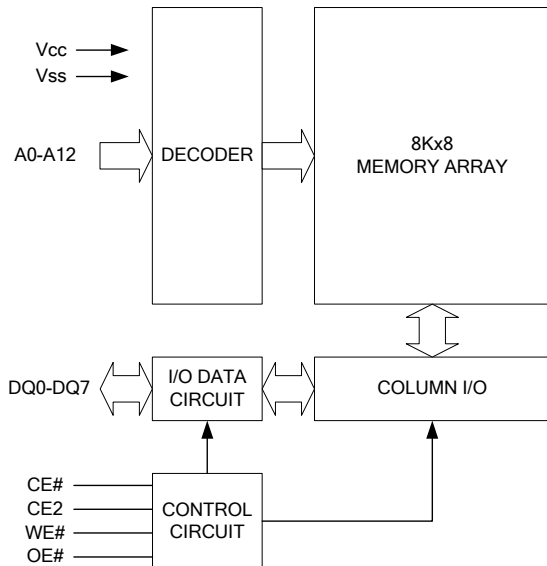 Vcc
Vss
A0-A12
DECODER
8Kx8
MEMORY ARRAY
DQ0-DQ7
I/O DATA
CIRCUIT
COLUMN I/O
CE#
CE2
WE#
OE#
CONTROL
CIRCUIT